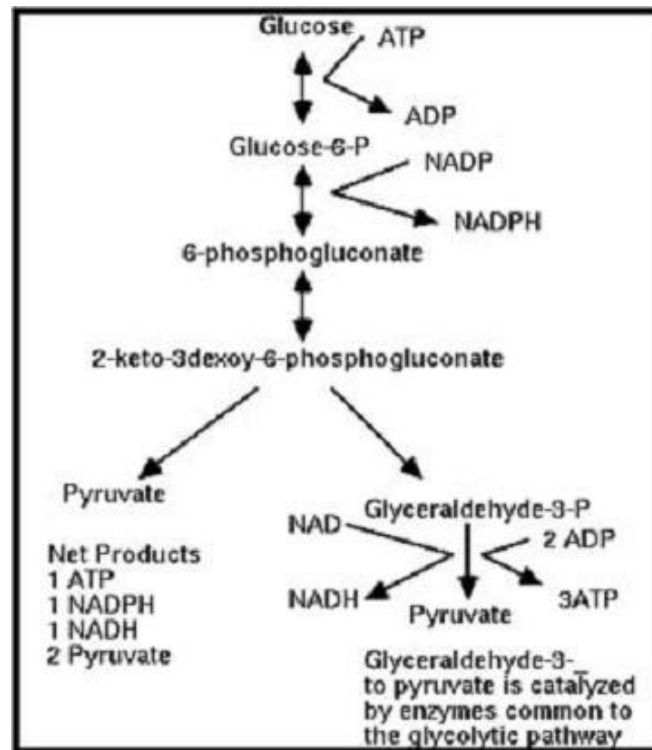 Glucose
ATP
ADP
Glucose-6-P
NADP
NADPH
6-phosphogluconate
2-keto-3dexoy-6-phosphogluconate
Pyruvate
Glyceraldehyde-3-P
NAD
2 ADP
NADH
Pyruvate
3ATP
Net Products
1 ATP
1 NADPH
1 NADH
2 Pyruvate
Glyceraldehyde-3-_
to pyruvate is catalyzed
by enzymes common to
the glycolytic pathway